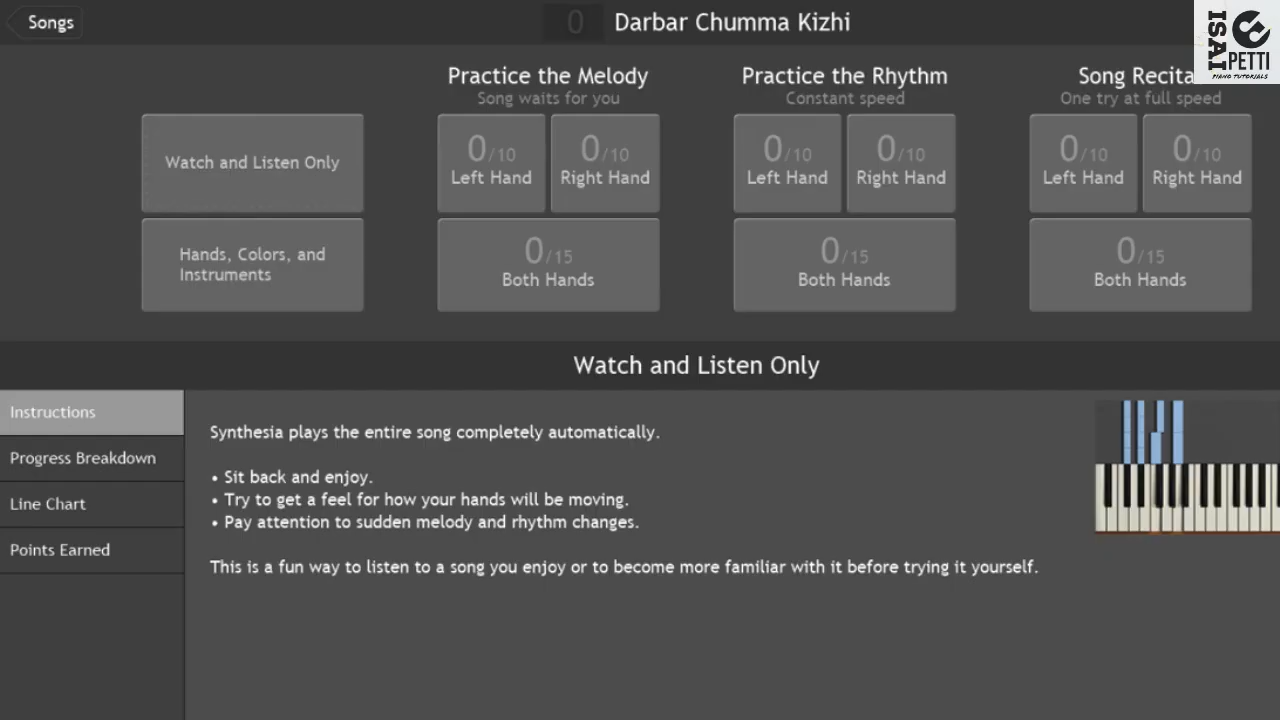 Songs
0
Darbar Chumma Kizhi
ISAI
PETTI
PIANO TUTORIALS
Practice the Melody
Song waits for you
Practice the Rhythm
Constant speed
Song Recita
One try at full speed
Watch and Listen Only
0/10
Left Hand
0/10
Right Hand
0/10
Left Hand
0/10
Right Hand
0/10
Left Hand
0/10
Right Hand
Hands, Colors, and
Instruments
0/15
Both Hands
0/15
Both Hands
0/15
Both Hands
Watch and Listen Only
Instructions
Progress Breakdown
Line Chart
Points Earned
Synthesia plays the entire song completely automatically.
• Sit back and enjoy.
• Try to get a feel for how your hands will be moving.
• Pay attention to sudden melody and rhythm changes.
This is a fun way to listen to a song you enjoy or to become more familiar with it before trying it yourself.